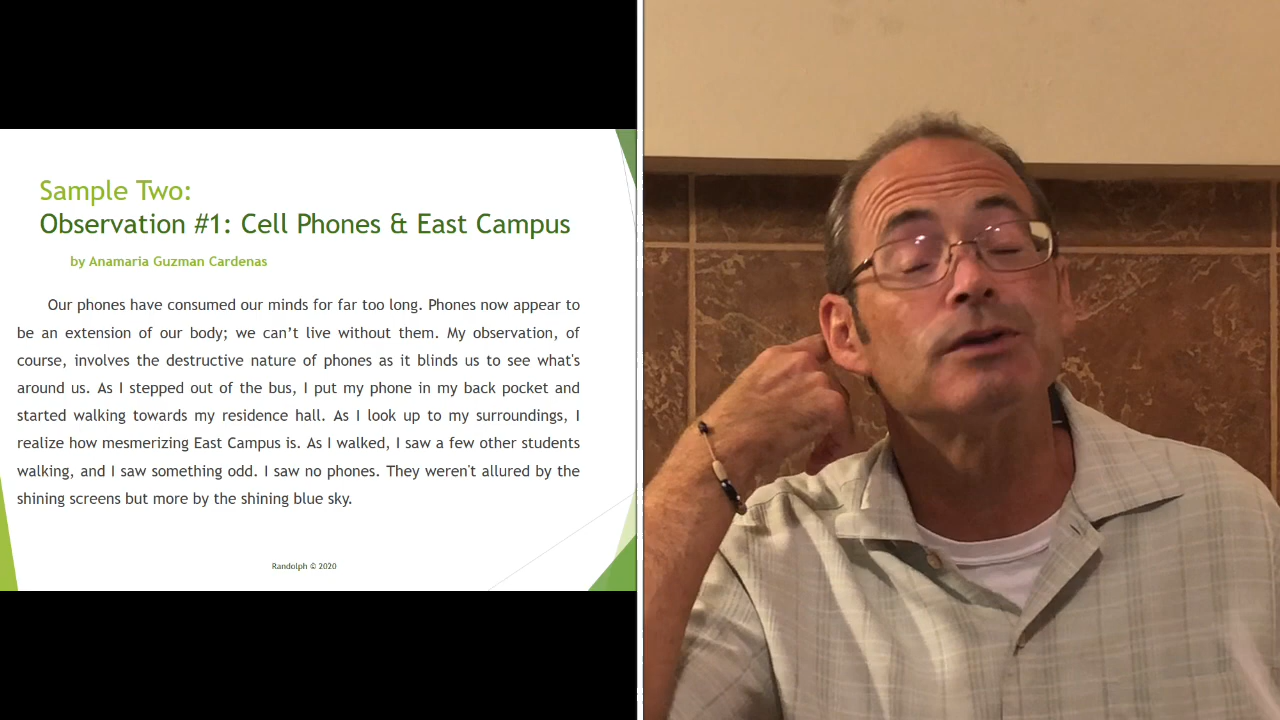 Sample Two:
Observation #1: Cell Phones & East Campus
by Anamaria Guzman Cardenas
Our phones have consumed our minds for far too long. Phones now appear to
be an extension of our body; we can’t live without them. My observation, of
course, involves the destructive nature of phones as it blinds us to see what's
around us. As I stepped out of the bus, I put my phone in my back pocket and
started walking towards my residence hall. As I look up to my surroundings, I
realize how mesmerizing East Campus is. As I walked, I saw a few other students
walking, and I saw something odd. I saw no phones. They weren't allured by the
shining screens but more by the shining blue sky.
Randolph © 2020